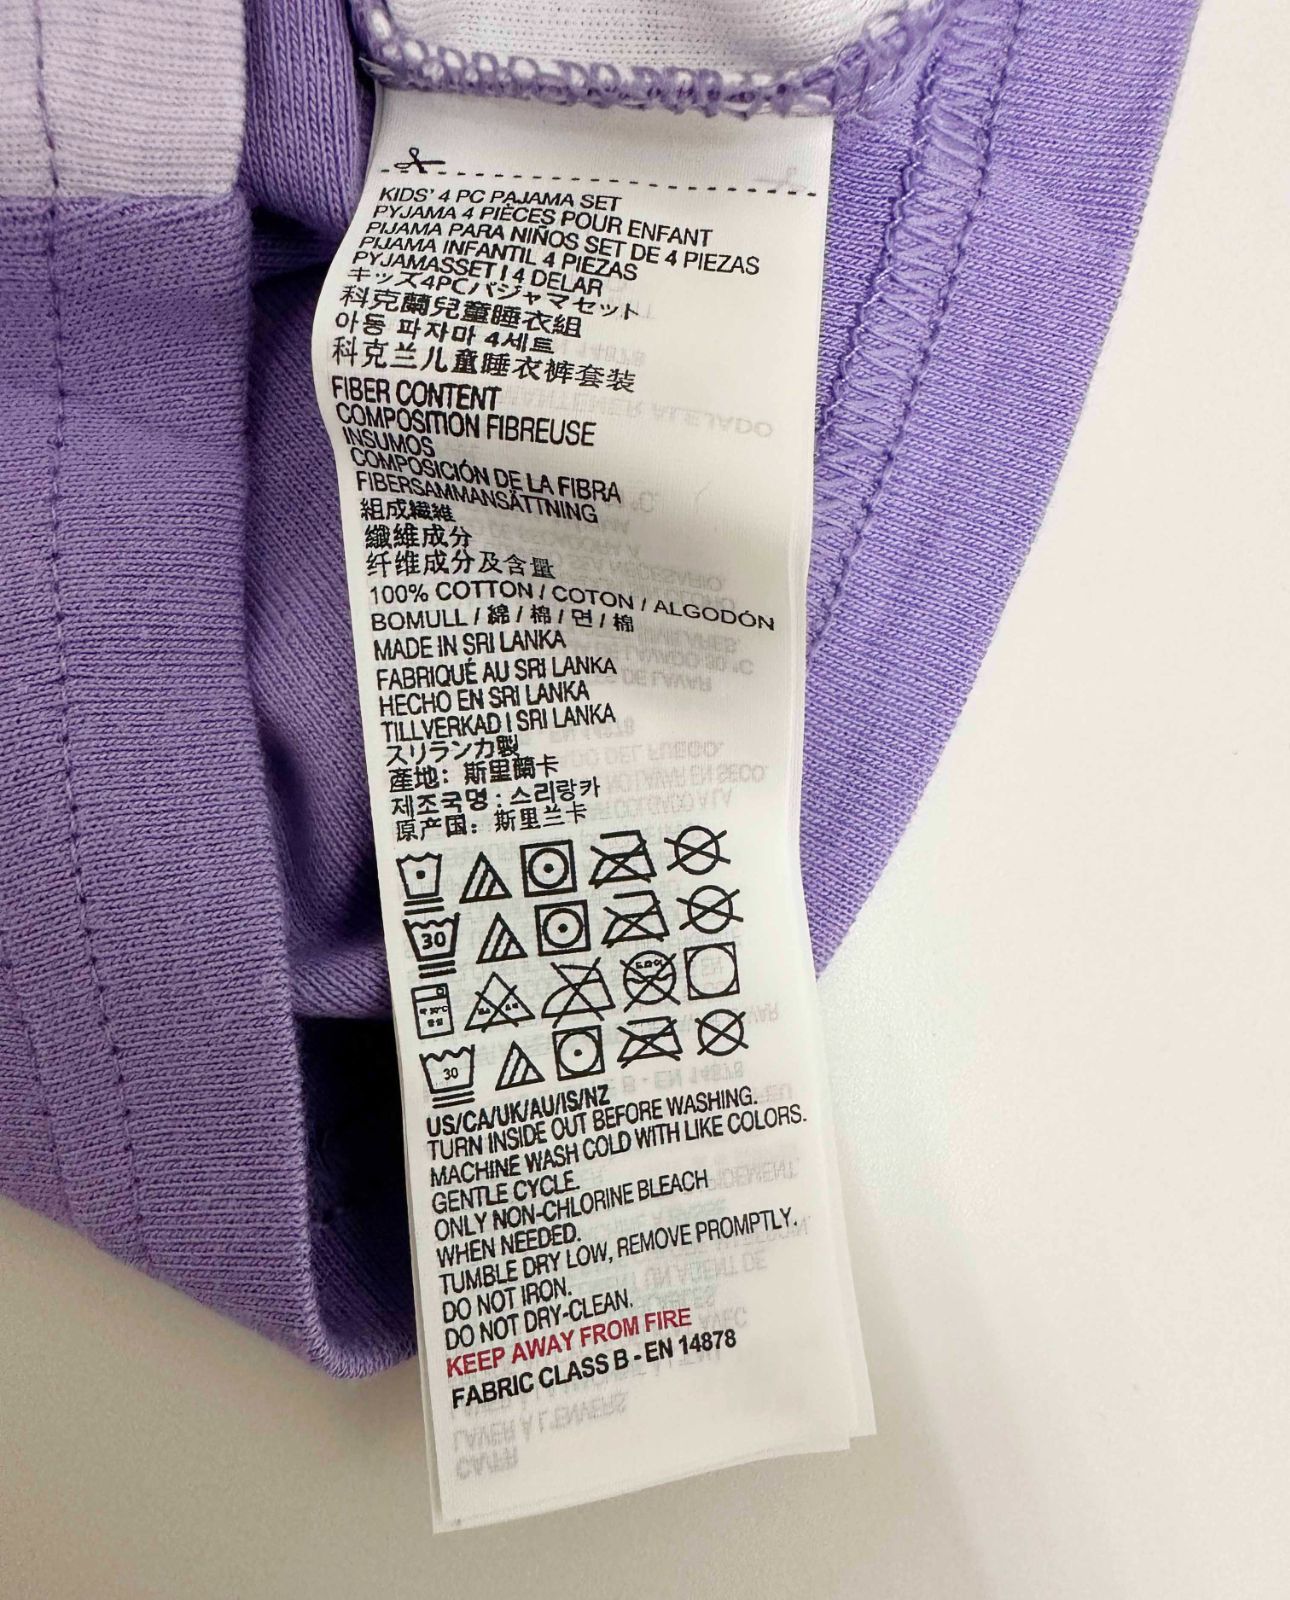 KIDS' 4 PC PAJAMA SET
PYJAMA 4 PIÈCES POUR ENFANT
PIJAMA PARA NIÑOS SET DE 4 PIEZAS
PIJAMA INFANTIL 4 PIEZAS
PYJAMASSET I 4 DELAR
キッズ4PCパジャマセット
科克蘭兒童睡衣組
아동 파자마 4세트
科克兰儿童睡衣裤套装
FIBER CONTENT
COMPOSITION FIBREUSE
INSUMOS
COMPOSICIÓN DE LA FIBRA
FIBERSAMMANSÄTTNING
組成繊維
纖維成分
纤维成分及含量
100% COTTON / COTON / ALGODÓN
BOMULL / 綿 / 棉 / 면 / 棉
MADE IN SRI LANKA
FABRIQUÉ AU SRI LANKA
HECHO EN SRI LANKA
TILLVERKAD I SRI LANKA
スリランカ製
產地: 斯里蘭卡
제조국명 : 스리랑카
原产国: 斯里兰卡
30
30
US/CA/UK/AU/IS/NZ
TURN INSIDE OUT BEFORE WASHING.
MACHINE WASH COLD WITH LIKE COLORS.
GENTLE CYCLE.
ONLY NON-CHLORINE BLEACH
WHEN NEEDED.
TUMBLE DRY LOW, REMOVE PROMPTLY.
DO NOT IRON.
DO NOT DRY-CLEAN.
KEEP AWAY FROM FIRE
FABRIC CLASS B - EN 14878